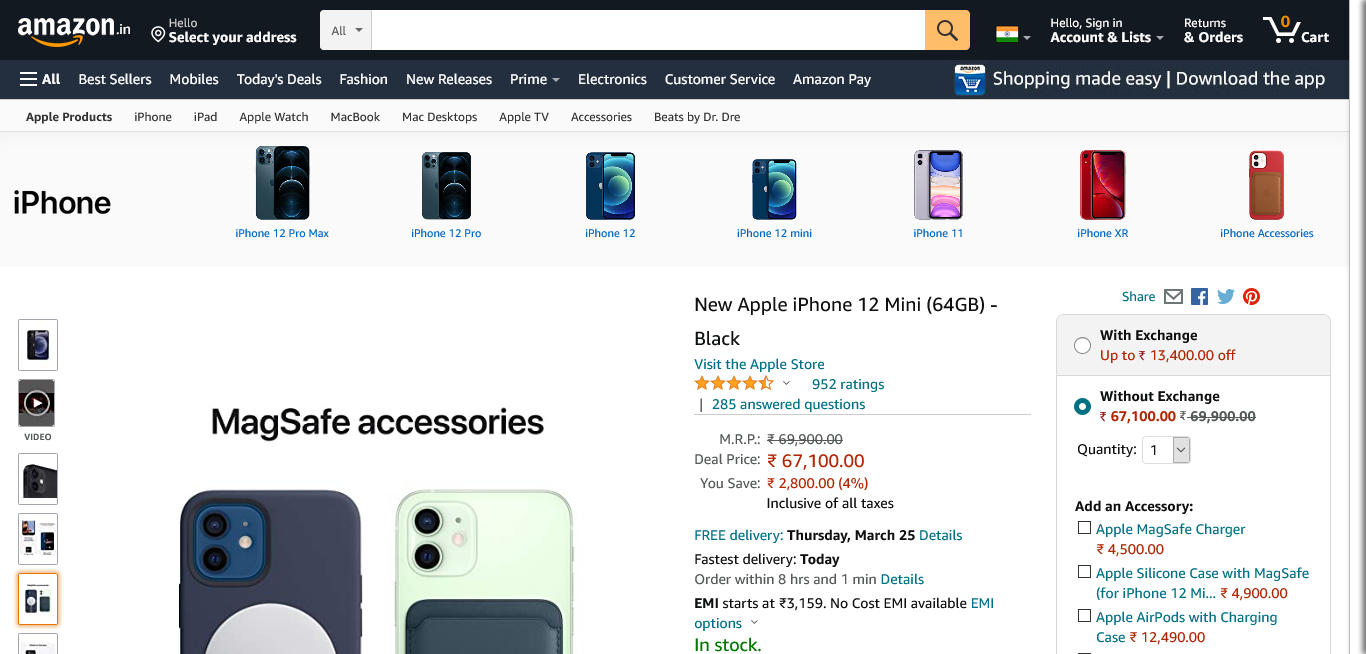 amazon.in
Hello
Select your address
All
Hello, Sign in
Account & Lists
Returns
& Orders
0
Cart
All
Best Sellers
Mobiles
Today's Deals
Fashion
New Releases
Prime
Electronics
Customer Service
Amazon Pay
amazon
Shopping made easy | Download the app
Apple Products
iPhone
iPad
Apple Watch
MacBook
Mac Desktops
Apple TV
Accessories
Beats by Dr. Dre
iPhone
iPhone 12 Pro Max
iPhone 12 Pro
iPhone 12
iPhone 12 mini
iPhone 11
iPhone XR
iPhone Accessories
VIDEO
MagSafe accessories
New Apple iPhone 12 Mini (64GB) -
Black
Visit the Apple Store
952 ratings
| 285 answered questions
M.R.P.: ₹ 69,900.00
Deal Price: ₹ 67,100.00
You Save: ₹ 2,800.00 (4%)
Inclusive of all taxes
FREE delivery: Thursday, March 25 Details
Fastest delivery: Today
Order within 8 hrs and 1 min Details
EMI starts at ₹3,159. No Cost EMI available EMI
options
In stock.
Share
With Exchange
Up to ₹ 13,400.00 off
Without Exchange
₹ 67,100.00 ₹ 69,900.00
Quantity: 1
Add an Accessory:
Apple MagSafe Charger
₹ 4,500.00
Apple Silicone Case with MagSafe
(for iPhone 12 Mi... ₹ 4,900.00
Apple AirPods with Charging
Case ₹ 12,490.00